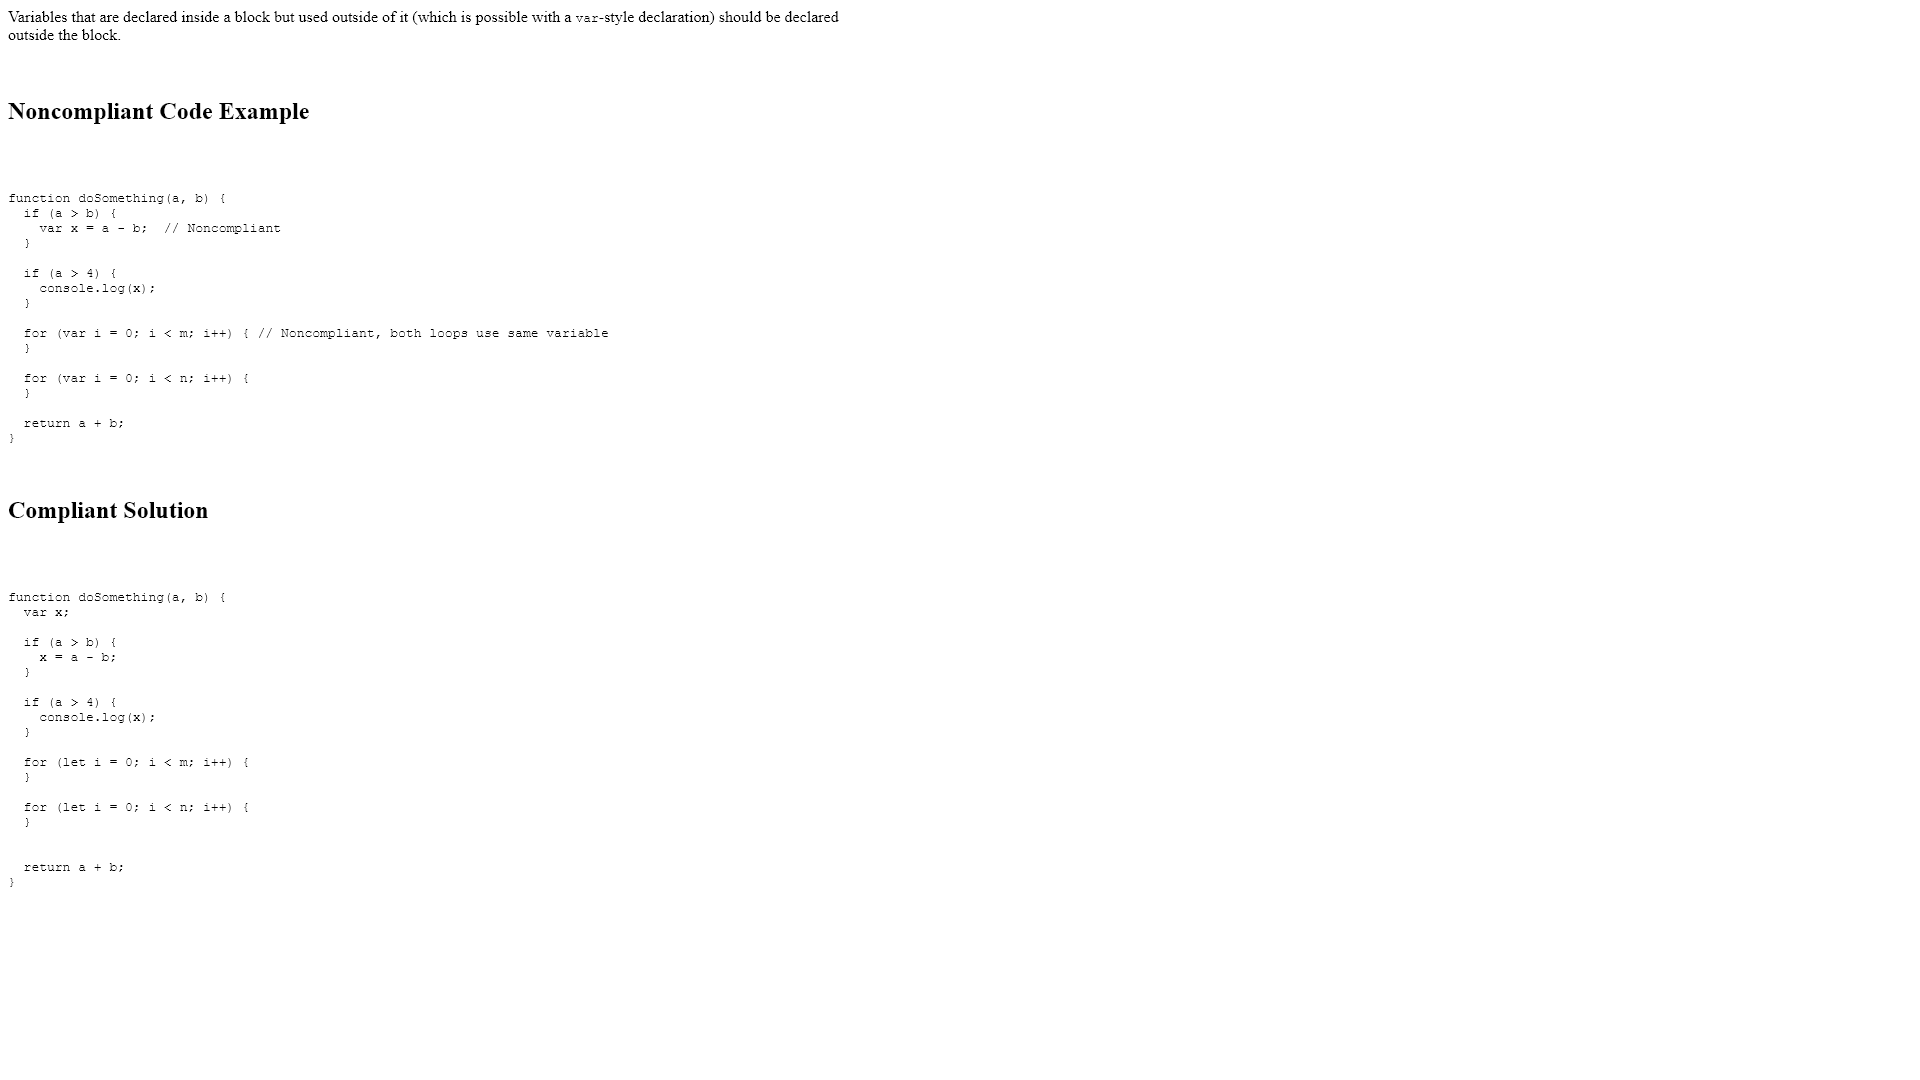 Variables that are declared inside a block but used outside of it (which is possible with a var-style declaration) should be declared
outside the block.
Noncompliant Code Example
function doSomething(a, b) {
  if (a > b) {
    var x = a - b;  // Noncompliant
  }
  if (a > 4) {
    console.log(x);
  }
  for (var i = 0; i < m; i++) { // Noncompliant, both loops use same variable
  }
  for (var i = 0; i < n; i++) {
  }
  return a + b;
}
Compliant Solution
function doSomething(a, b) {
  var x;
  if (a > b) {
    x = a - b;
  }
  if (a > 4) {
    console.log(x);
  }
  for (let i = 0; i < m; i++) {
  }
  for (let i = 0; i < n; i++) {
  }
  return a + b;
}